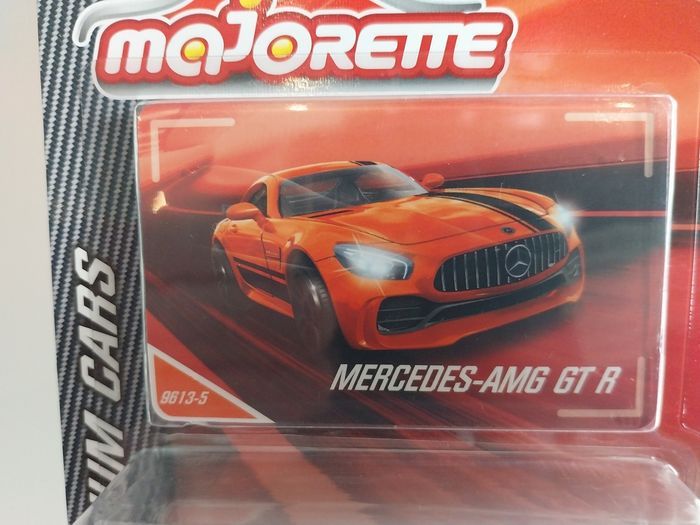 majorette
MERCEDES-AMG GT R
9613-5
UM CARS